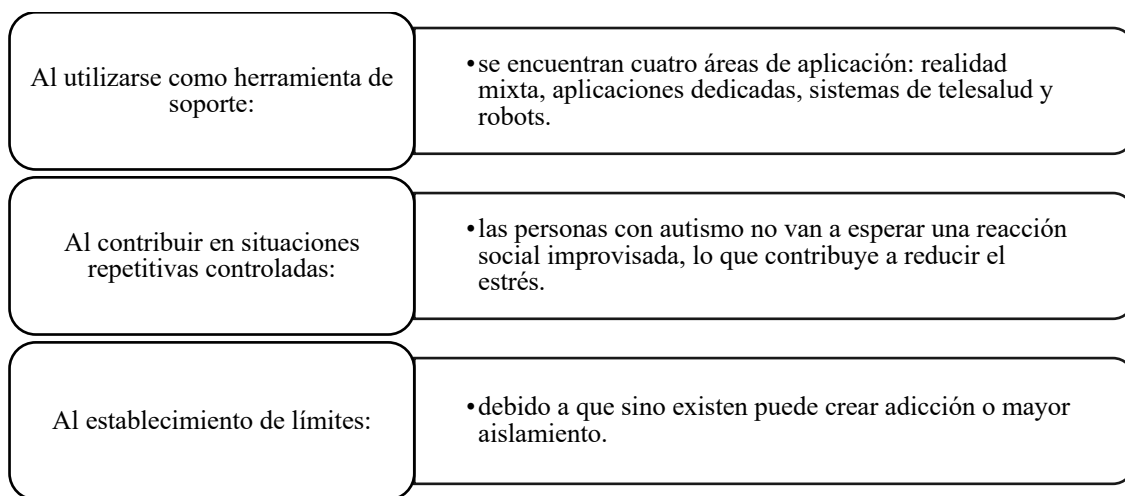 Al utilizarse como herramienta de
soporte:
•se encuentran cuatro áreas de aplicación: realidad
mixta, aplicaciones dedicadas, sistemas de telesalud y
robots.
Al contribuir en situaciones
repetitivas controladas:
•las personas con autismo no van a esperar una reacción
social improvisada, lo que contribuye a reducir el
estrés.
Al establecimiento de límites:
•debido a que sino existen puede crear adicción o mayor
aislamiento.